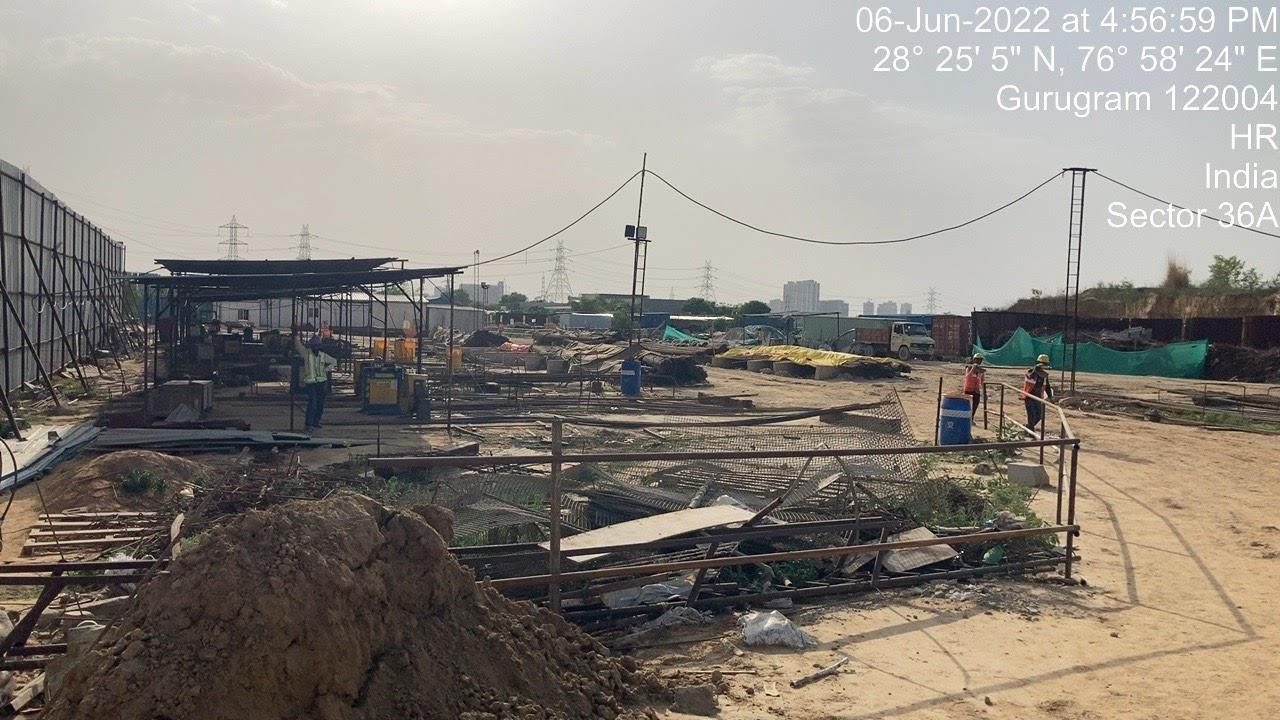 06-Jun-2022 at 4:56:59 PM
28° 25' 5" N, 76° 58' 24" E
Gurugram 122004
HR
India
Sector 36A